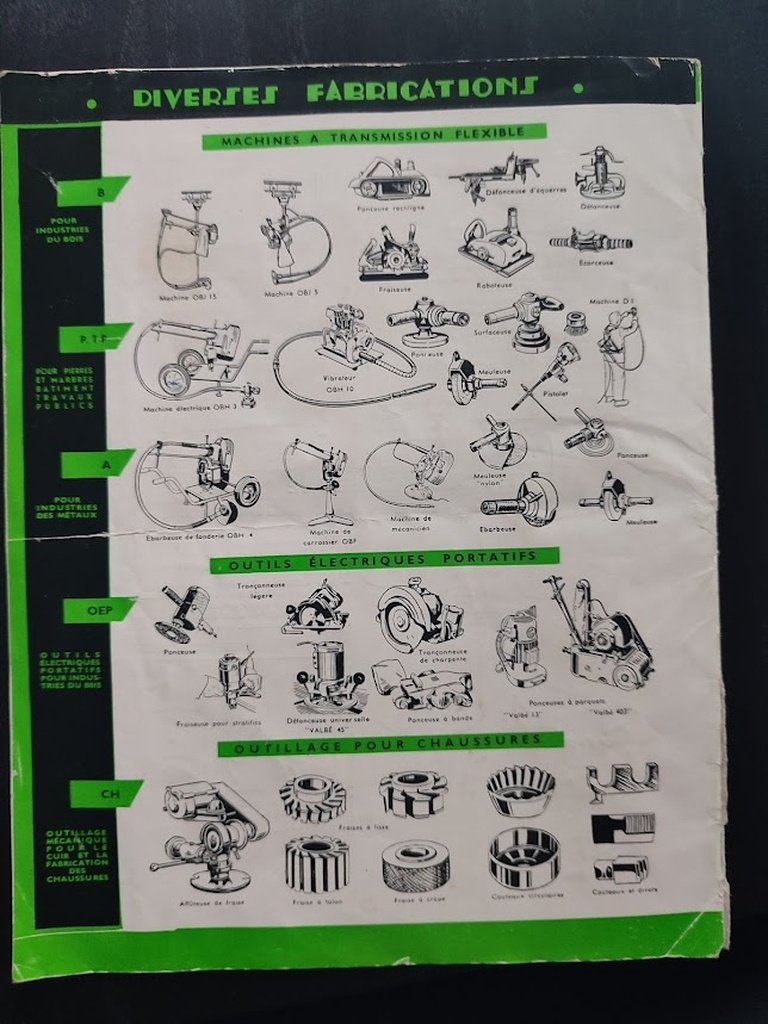 • DIVERSES FABRICATIONS •
MACHINES A TRANSMISSION FLEXIBLE
B
POUR
INDUSTRIES
DU BOIS
Ponceuse rectiligne
Défonceuse d'équerres
Défonceuse
Machine OBJ 15
Machine OBJ 5
Fraiseuse
Raboteuse
Ecorceuse
P.T.P
POUR PIERRES
ET MARBRES
BATIMENT
TRAVAUX
PUBLICS
Machine électrique OBH 3
Vibrateur
OBH 10
Ponceuse
Surfaceuse
Meuleuse
Pistolet
Machine D 5
A
POUR
INDUSTRIES
DES MÉTAUX
Ebarbeuse de fonderie OBH 4
Machine de
carrossier OBP
Machine de
mécanicien
Meuleuse
"nylon"
Ponceuse
Ebarbeuse
Meuleuse
OUTILS ÉLECTRIQUES PORTATIFS
OEP
OUTILS
ÉLECTRIQUES
PORTATIFS
POUR INDUS-
TRIES DU BOIS
Ponceuse
Tronçonneuse
légère
Tronçonneuse
de charpente
Fraiseuse pour stratifiés
Défonceuse universelle
"VALBÉ 45"
Ponceuse à bande
Ponceuses à parquets
"Valbé 13"
"Valbé 403"
OUTILLAGE POUR CHAUSSURES
CH
OUTILLAGE
MÉCANIQUE
POUR LE
CUIR ET LA
FABRICATION
DES
CHAUSSURES
Affûteuse de fraise
Fraises à lisse
Fraise à talon
Fraise à crêpe
Couteaux circulaires
Couteaux et divers